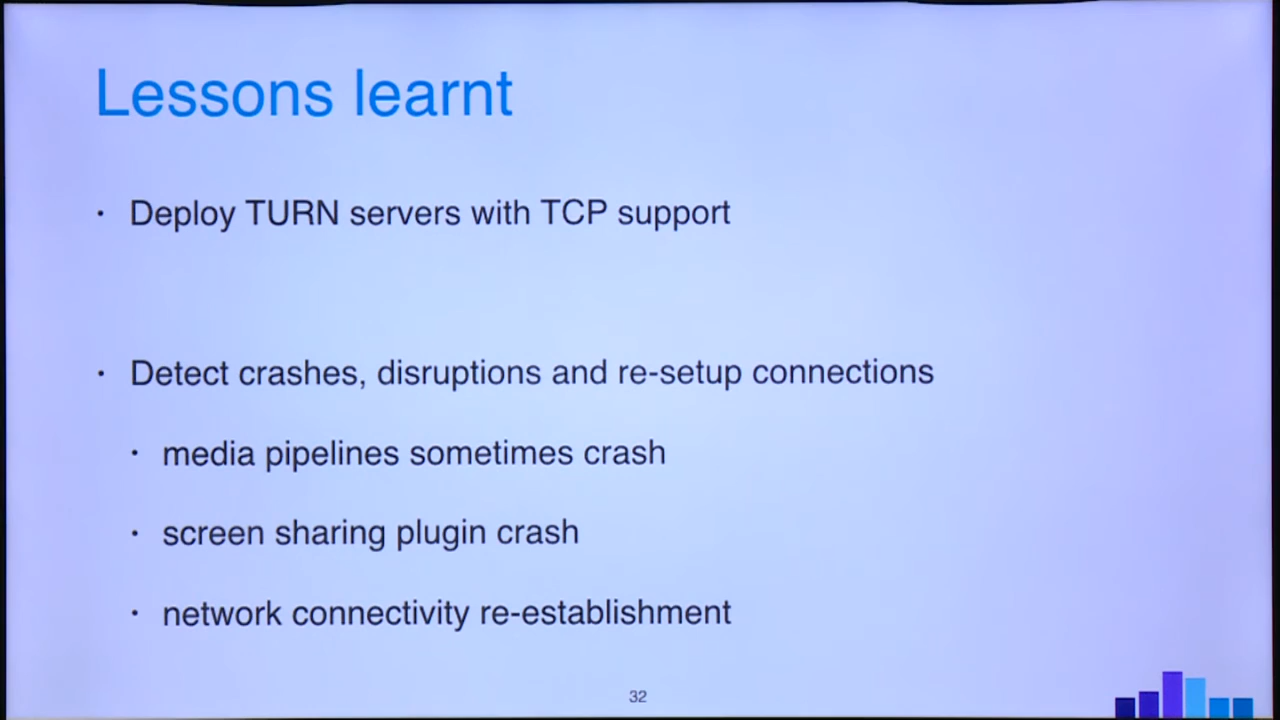 Lessons learnt
· Deploy TURN servers with TCP support
· Detect crashes, disruptions and re-setup connections
· media pipelines sometimes crash
· screen sharing plugin crash
· network connectivity re-establishment
32